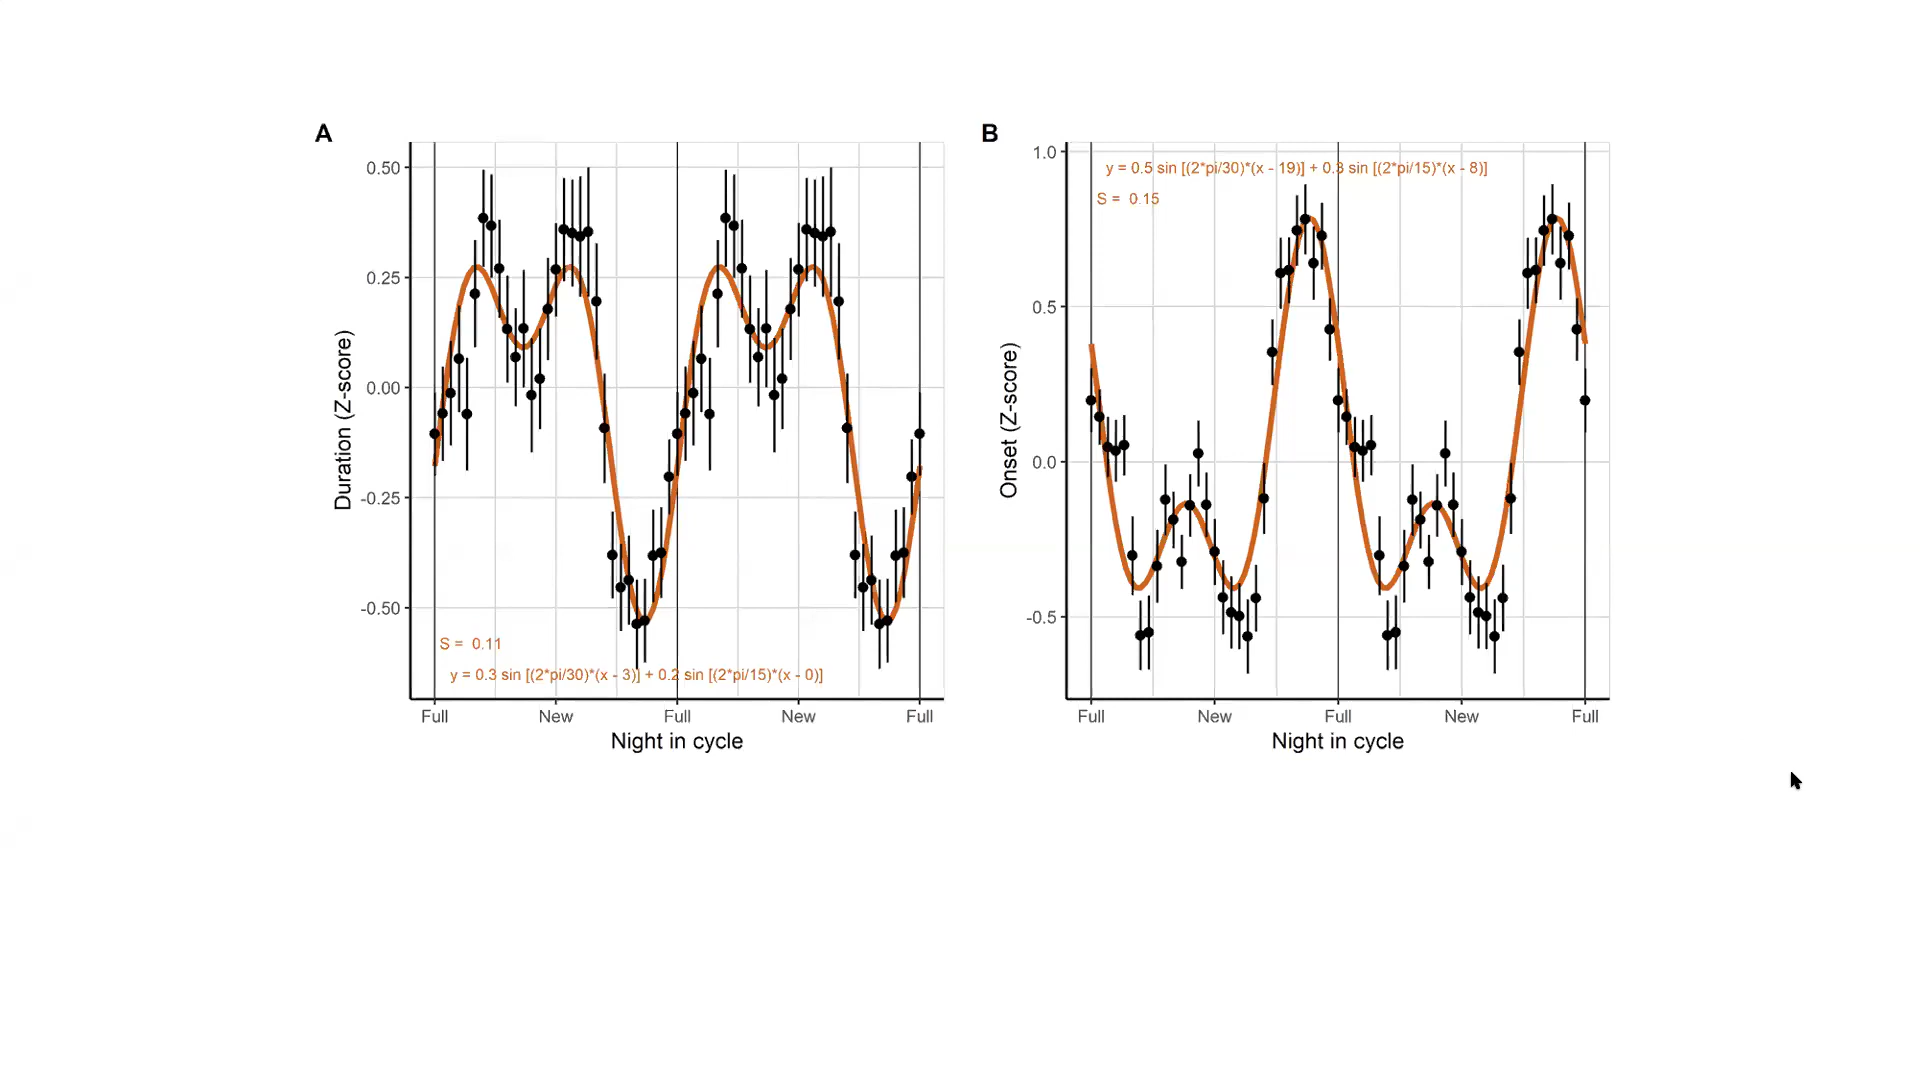 A
0.50
0.25
0.00
-0.25
-0.50
Duration (Z-score)
S = 0.11
y = 0.3 sin [(2*pi/30)*(x - 3)] + 0.2 sin [(2*pi/15)*(x - 0)]
Full New Full New Full
Night in cycle
B
1.0
0.5
0.0
-0.5
Onset (Z-score)
y = 0.5 sin [(2*pi/30)*(x - 19)] + 0.3 sin [(2*pi/15)*(x - 8)]
S = 0.15
Full New Full New Full
Night in cycle